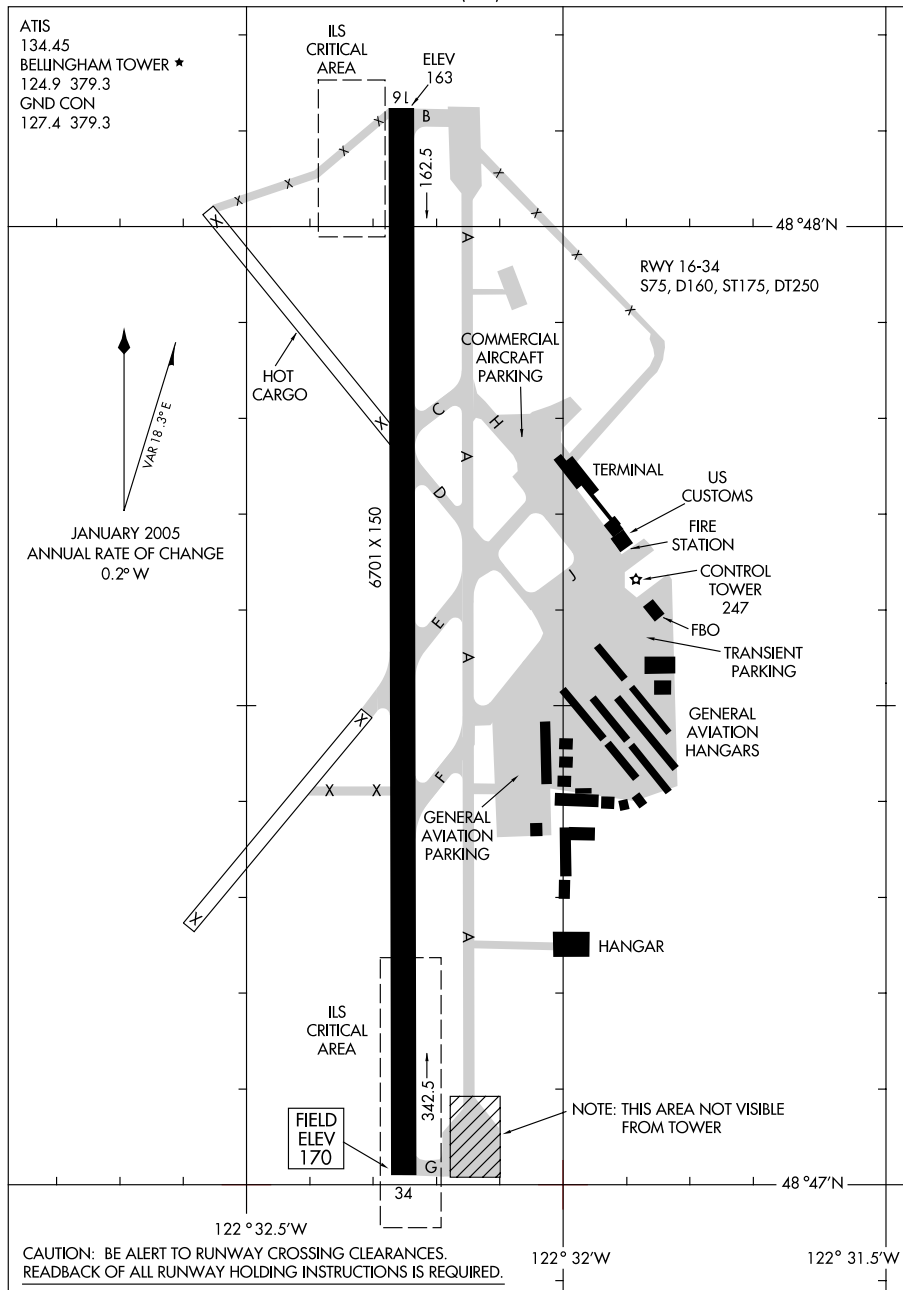 ATIS
134.45
BELLINGHAM TOWER ★
124.9 379.3
GND CON
127.4 379.3
ILS
CRITICAL
AREA
ELEV
163
16
B
162.5
X
X
X
X
X
X
X
X
X
X
A
48°48'N
RWY 16-34
S75, D160, ST175, DT250
HOT
CARGO
X
VAR 18.3° E
JANUARY 2005
ANNUAL RATE OF CHANGE
0.2° W
COMMERCIAL
AIRCRAFT
PARKING
C
H
A
D
6701 X 150
TERMINAL
US
CUSTOMS
FIRE
STATION
J
CONTROL
TOWER
247
FBO
TRANSIENT
PARKING
E
A
X
GENERAL
AVIATION
HANGARS
F
X
X
GENERAL
AVIATION
PARKING
X
A
HANGAR
ILS
CRITICAL
AREA
342.5
NOTE: THIS AREA NOT VISIBLE
FROM TOWER
FIELD
ELEV
170
G
34
48°47'N
122°32.5'W
122°32'W
122°31.5'W
CAUTION: BE ALERT TO RUNWAY CROSSING CLEARANCES.
READBACK OF ALL RUNWAY HOLDING INSTRUCTIONS IS REQUIRED.